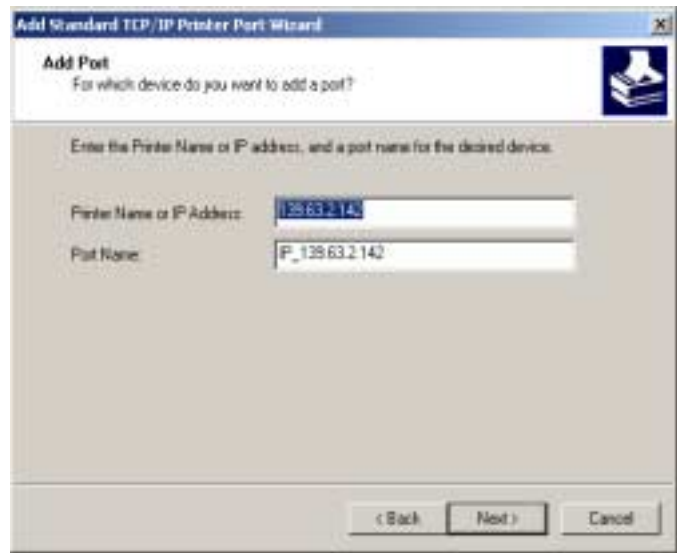 Add Standard TCP/IP Printer Port Wizard
Add Port
For which device do you want to add a port?
Enter the Printer Name or IP address, and a port name for the desired device.
Printer Name or IP Address:
139.63.2.142
Port Name:
IP_139.63.2.142
< Back
Next >
Cancel